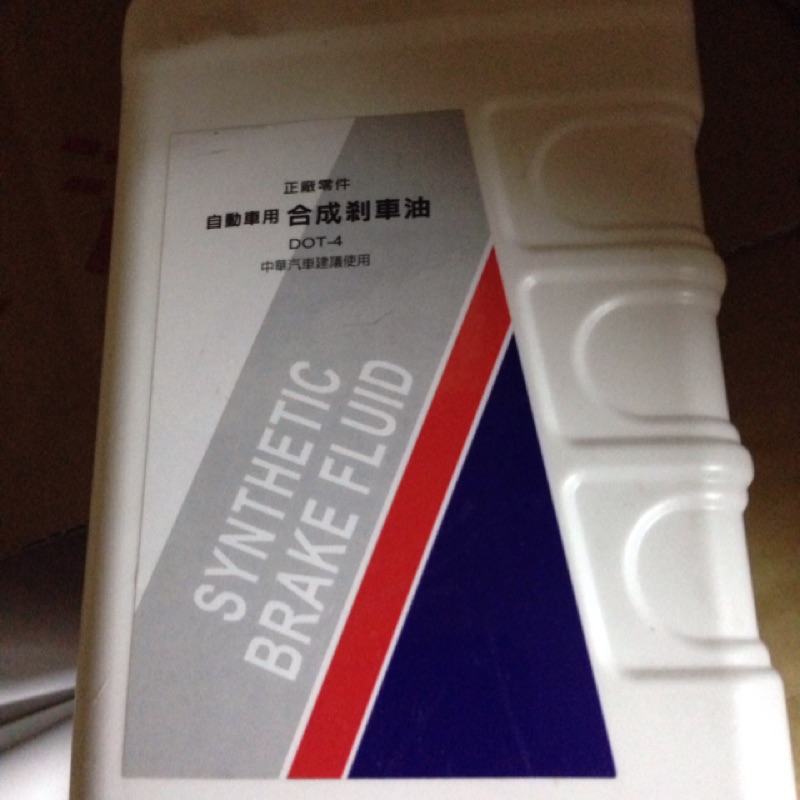 正廠零件
自動車用 合成剎車油
DOT-4
中華汽車建議使用
SYNTHETIC
BRAKE FLUID